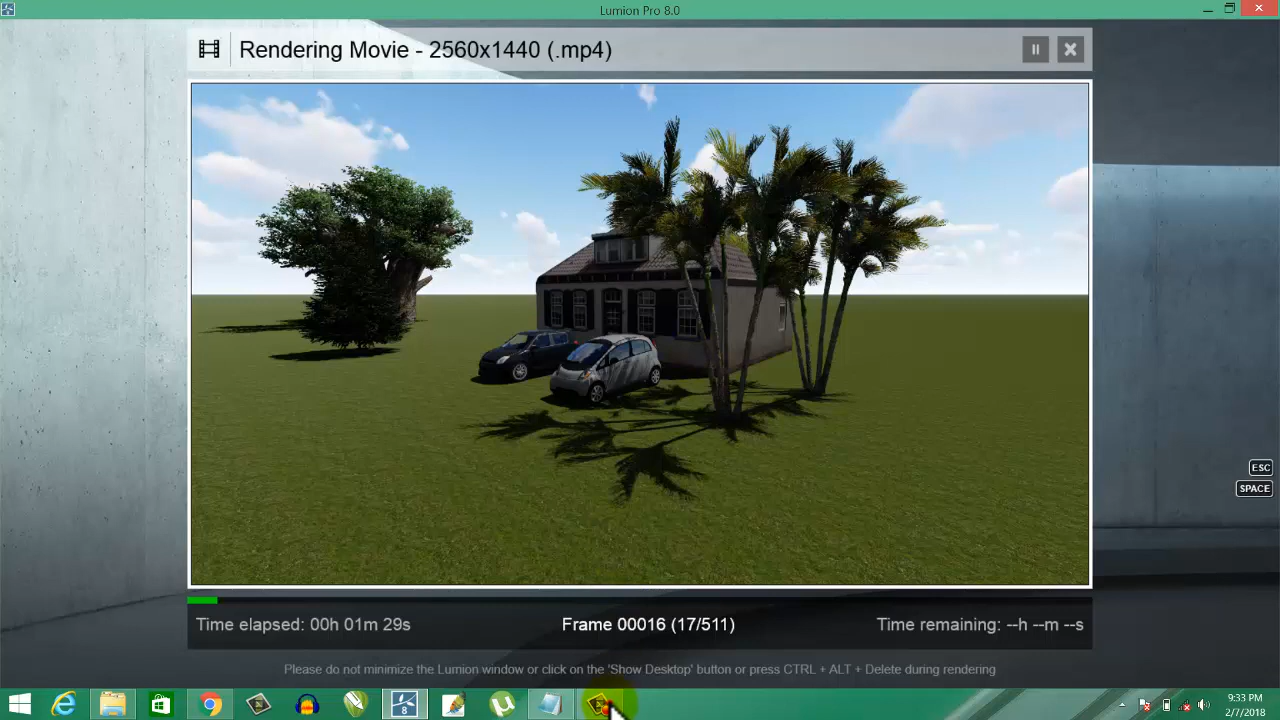 Lumion Pro 8.0
Rendering Movie - 2560x1440 (.mp4)
ESC
SPACE
Time elapsed: 00h 01m 29s
Frame 00016 (17/511)
Time remaining: --h --m --s
Please do not minimize the Lumion window or click on the 'Show Desktop' button or press CTRL + ALT + Delete during rendering
8
9:33 PM
2/7/2018